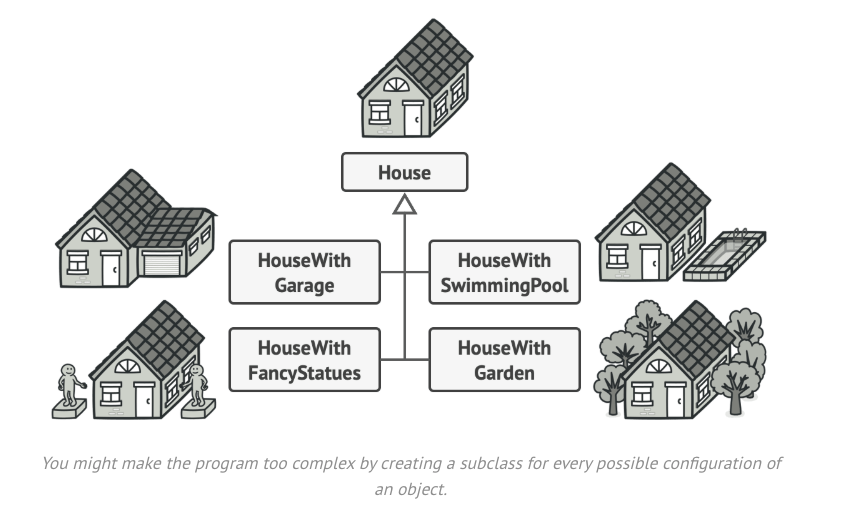 House
HouseWith
Garage
HouseWith
SwimmingPool
HouseWith
FancyStatues
HouseWith
Garden
You might make the program too complex by creating a subclass for every possible configuration of
an object.